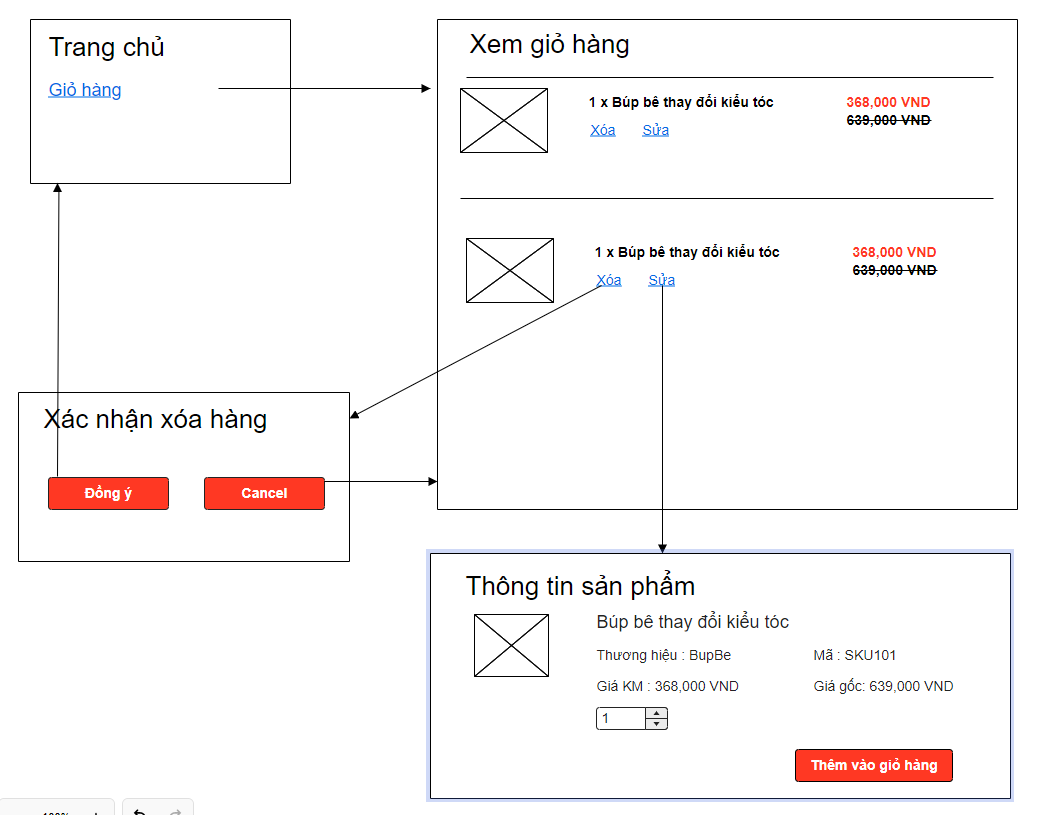 Trang chủ
Giỏ hàng
Xem giỏ hàng
1 x Búp bê thay đổi kiểu tóc
368,000 VND
639,000 VND
Xóa
Sửa
1 x Búp bê thay đổi kiểu tóc
368,000 VND
639,000 VND
Xóa
Sửa
Xác nhận xóa hàng
Đồng ý
Cancel
Thông tin sản phẩm
Búp bê thay đổi kiểu tóc
Thương hiệu : BupBe
Mã : SKU101
Giá KM : 368,000 VND
Giá gốc: 639,000 VND
1
Thêm vào giỏ hàng